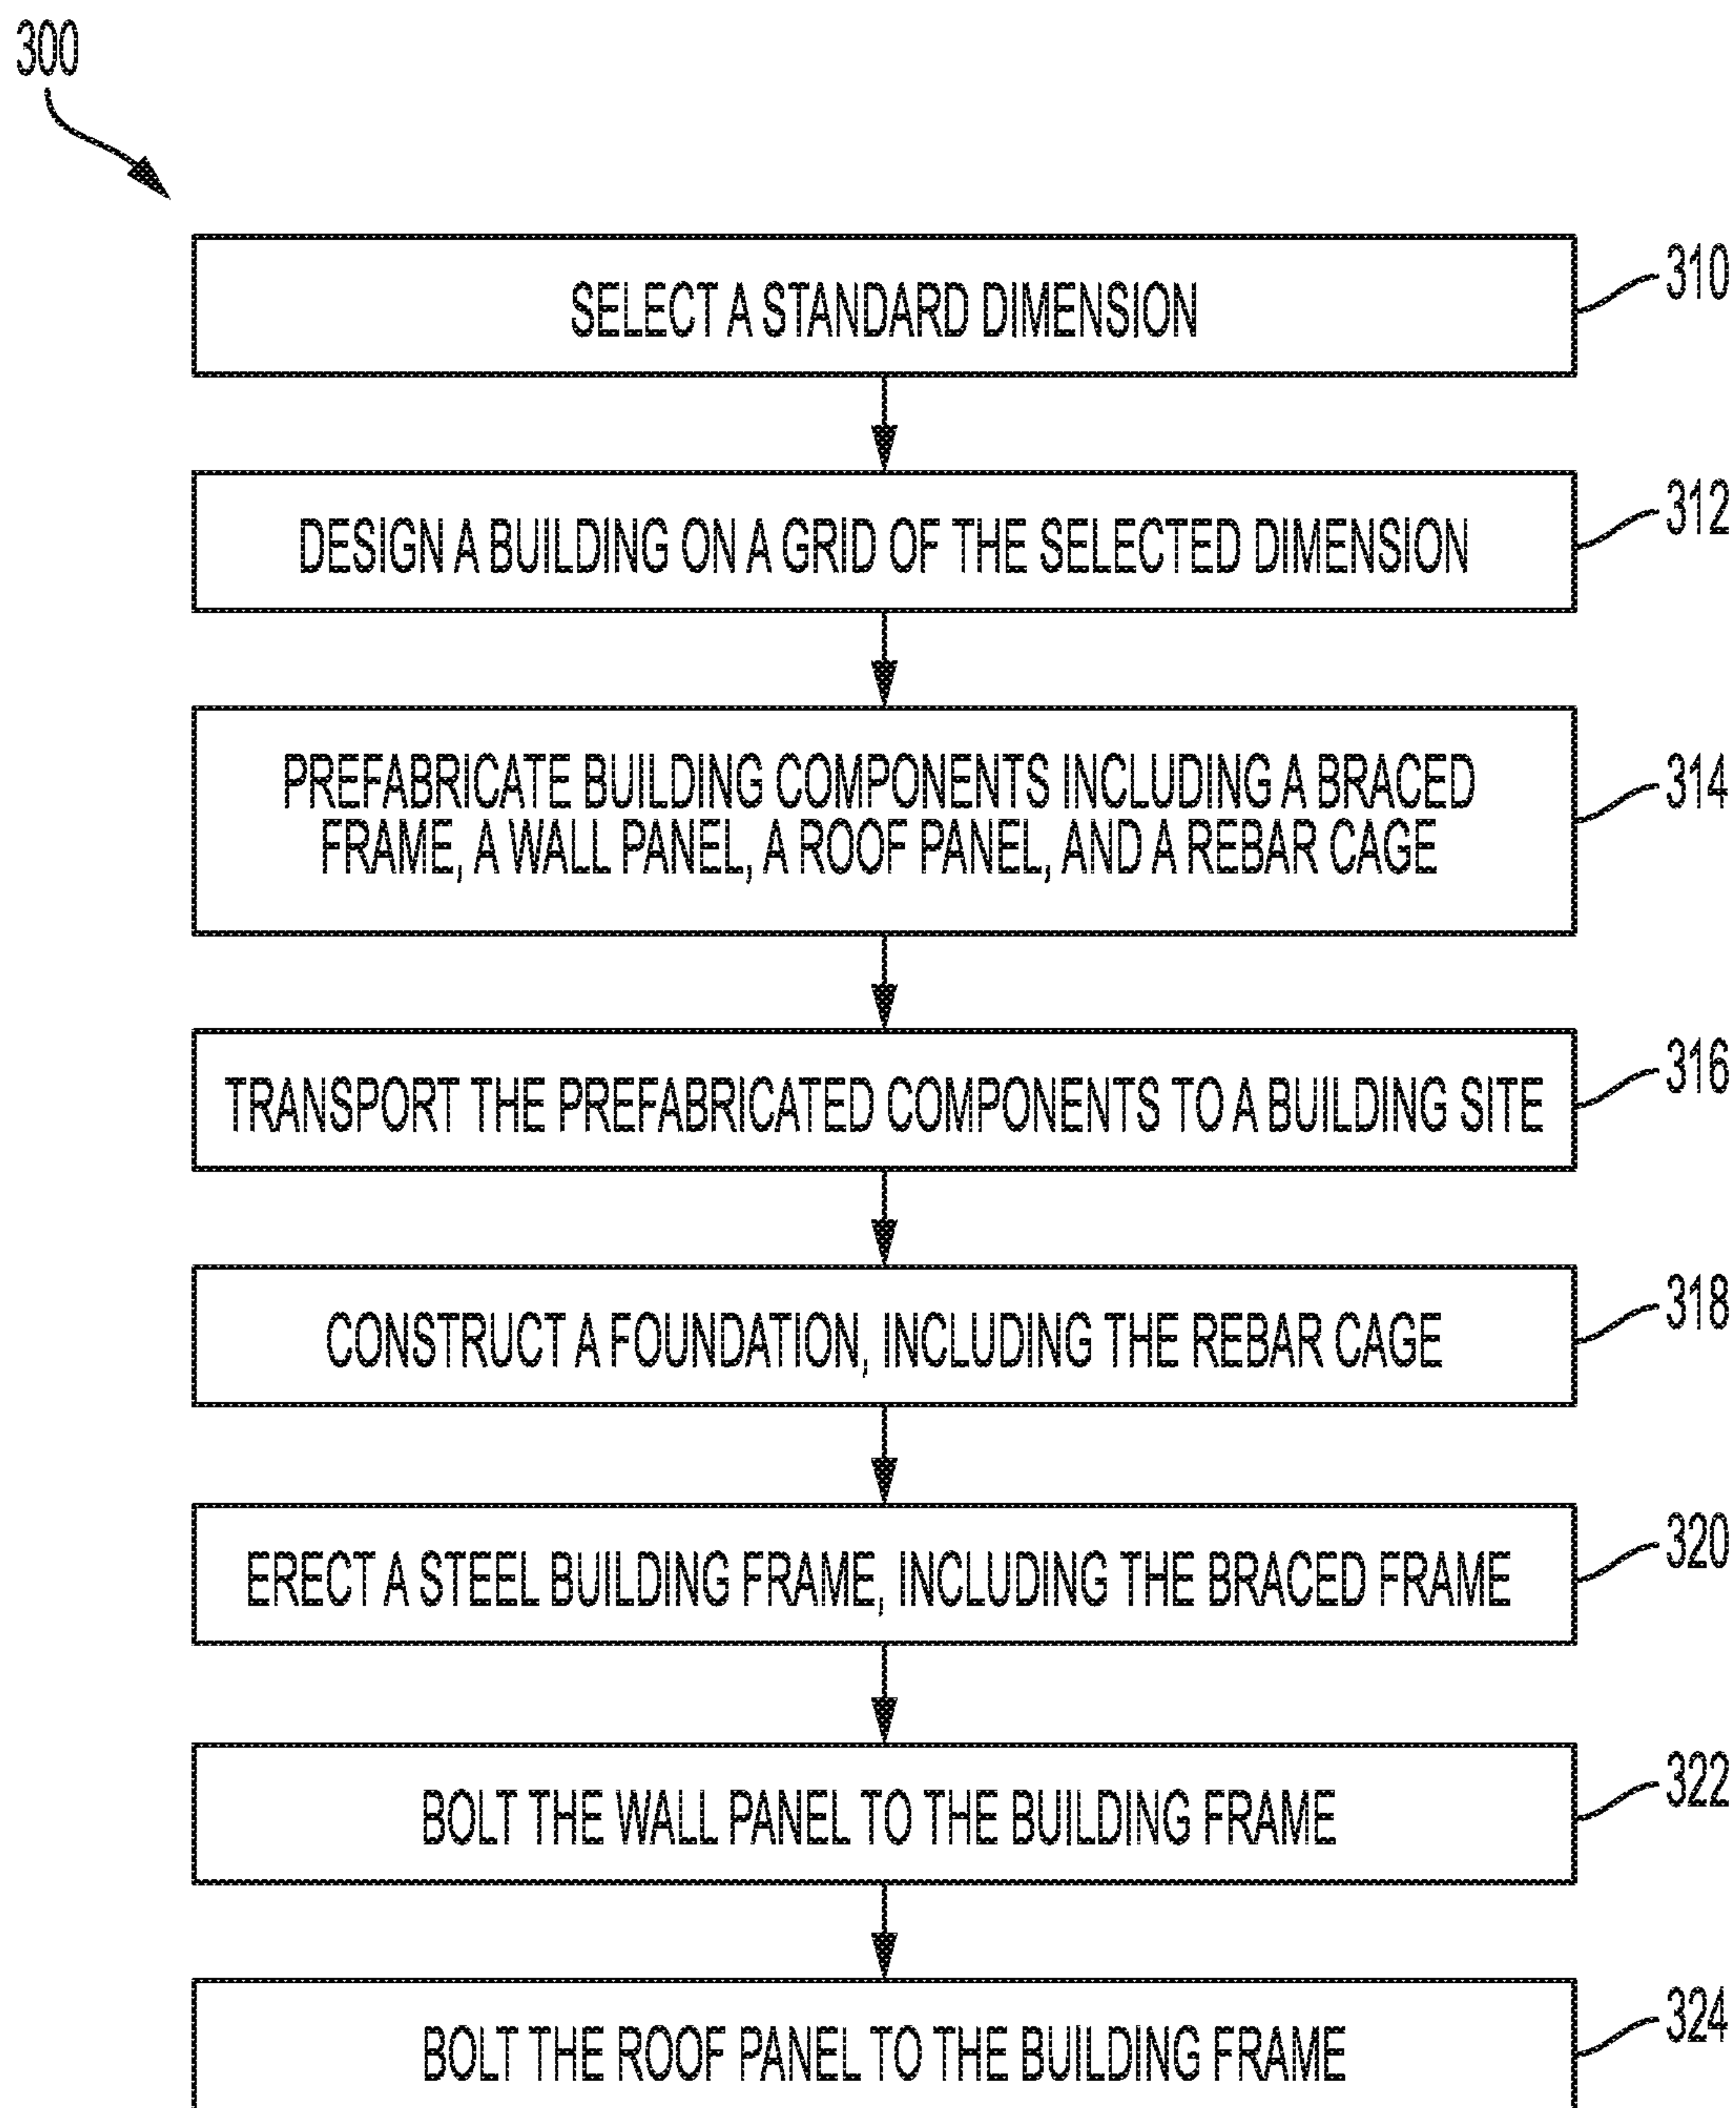 300
SELECT A STANDARD DIMENSION
310
DESIGN A BUILDING ON A GRID OF THE SELECTED DIMENSION
312
PREFABRICATE BUILDING COMPONENTS INCLUDING A BRACED
FRAME, A WALL PANEL, A ROOF PANEL, AND A REBAR CAGE
314
TRANSPORT THE PREFABRICATED COMPONENTS TO A BUILDING SITE
316
CONSTRUCT A FOUNDATION, INCLUDING THE REBAR CAGE
318
ERECT A STEEL BUILDING FRAME, INCLUDING THE BRACED FRAME
320
BOLT THE WALL PANEL TO THE BUILDING FRAME
322
BOLT THE ROOF PANEL TO THE BUILDING FRAME
324